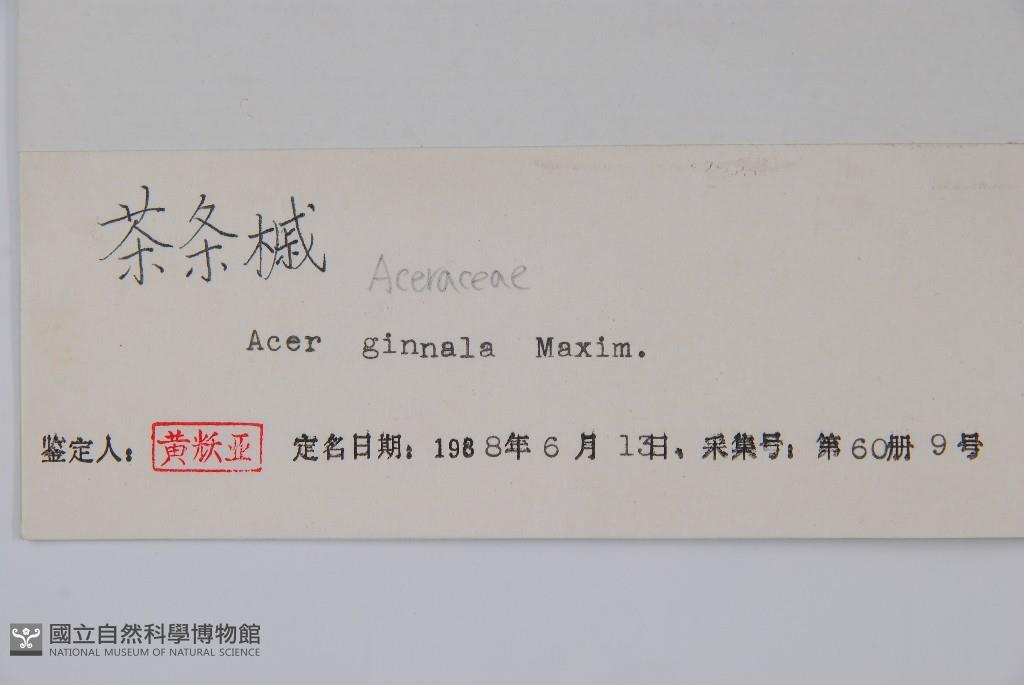 茶条槭
Aceraceae
Acer ginnala Maxim.
鉴定人: 黄燄亚 定名日期: 1988年6月13日、采集号: 第60册9号
國立自然科學博物館
NATIONAL MUSEUM OF NATURAL SCIENCE